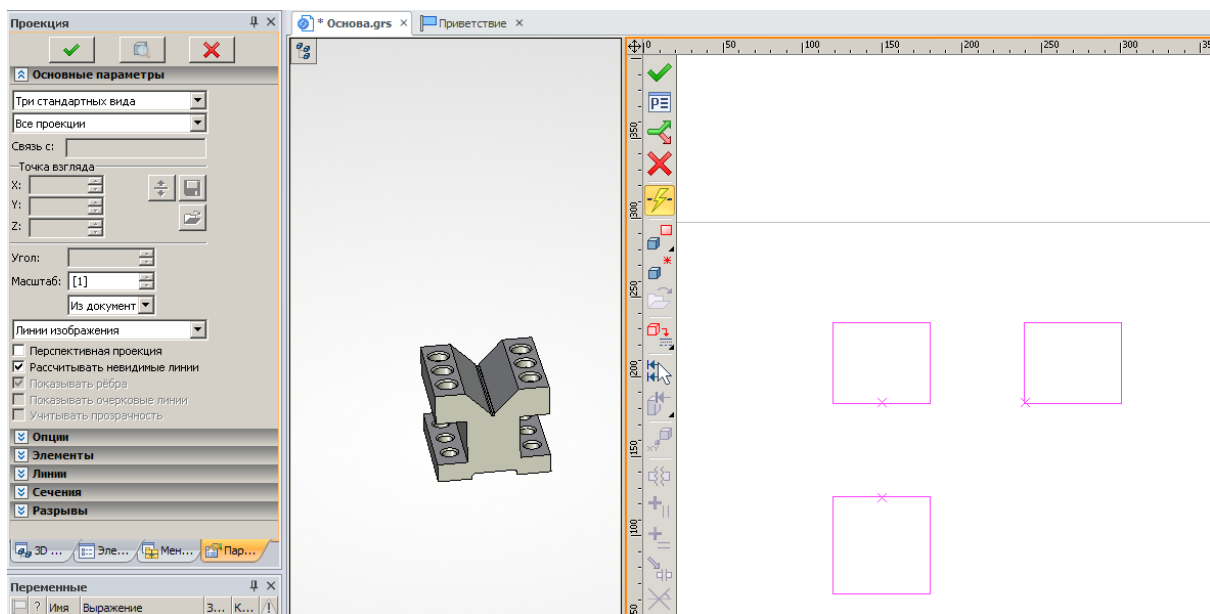 Проекция
Основные параметры
Три стандартных вида
Все проекции
Связь с:
Точка взгляда
X:
Y:
Z:
Угол:
Масштаб: [1]
Из документ
Линии изображения
Перспективная проекция
Рассчитывать невидимые линии
Показывать рёбра
Показывать очерковые линии
Учитывать прозрачность
Опции
Элементы
Линии
Сечения
Разрывы
3D ... Эле... Мен... Пар...
Переменные
? Имя Выражение З... К...
* Основа.grs × Приветствие ×
0 50 100 150 200 250 300 35
350
300
250
200
150
100
50